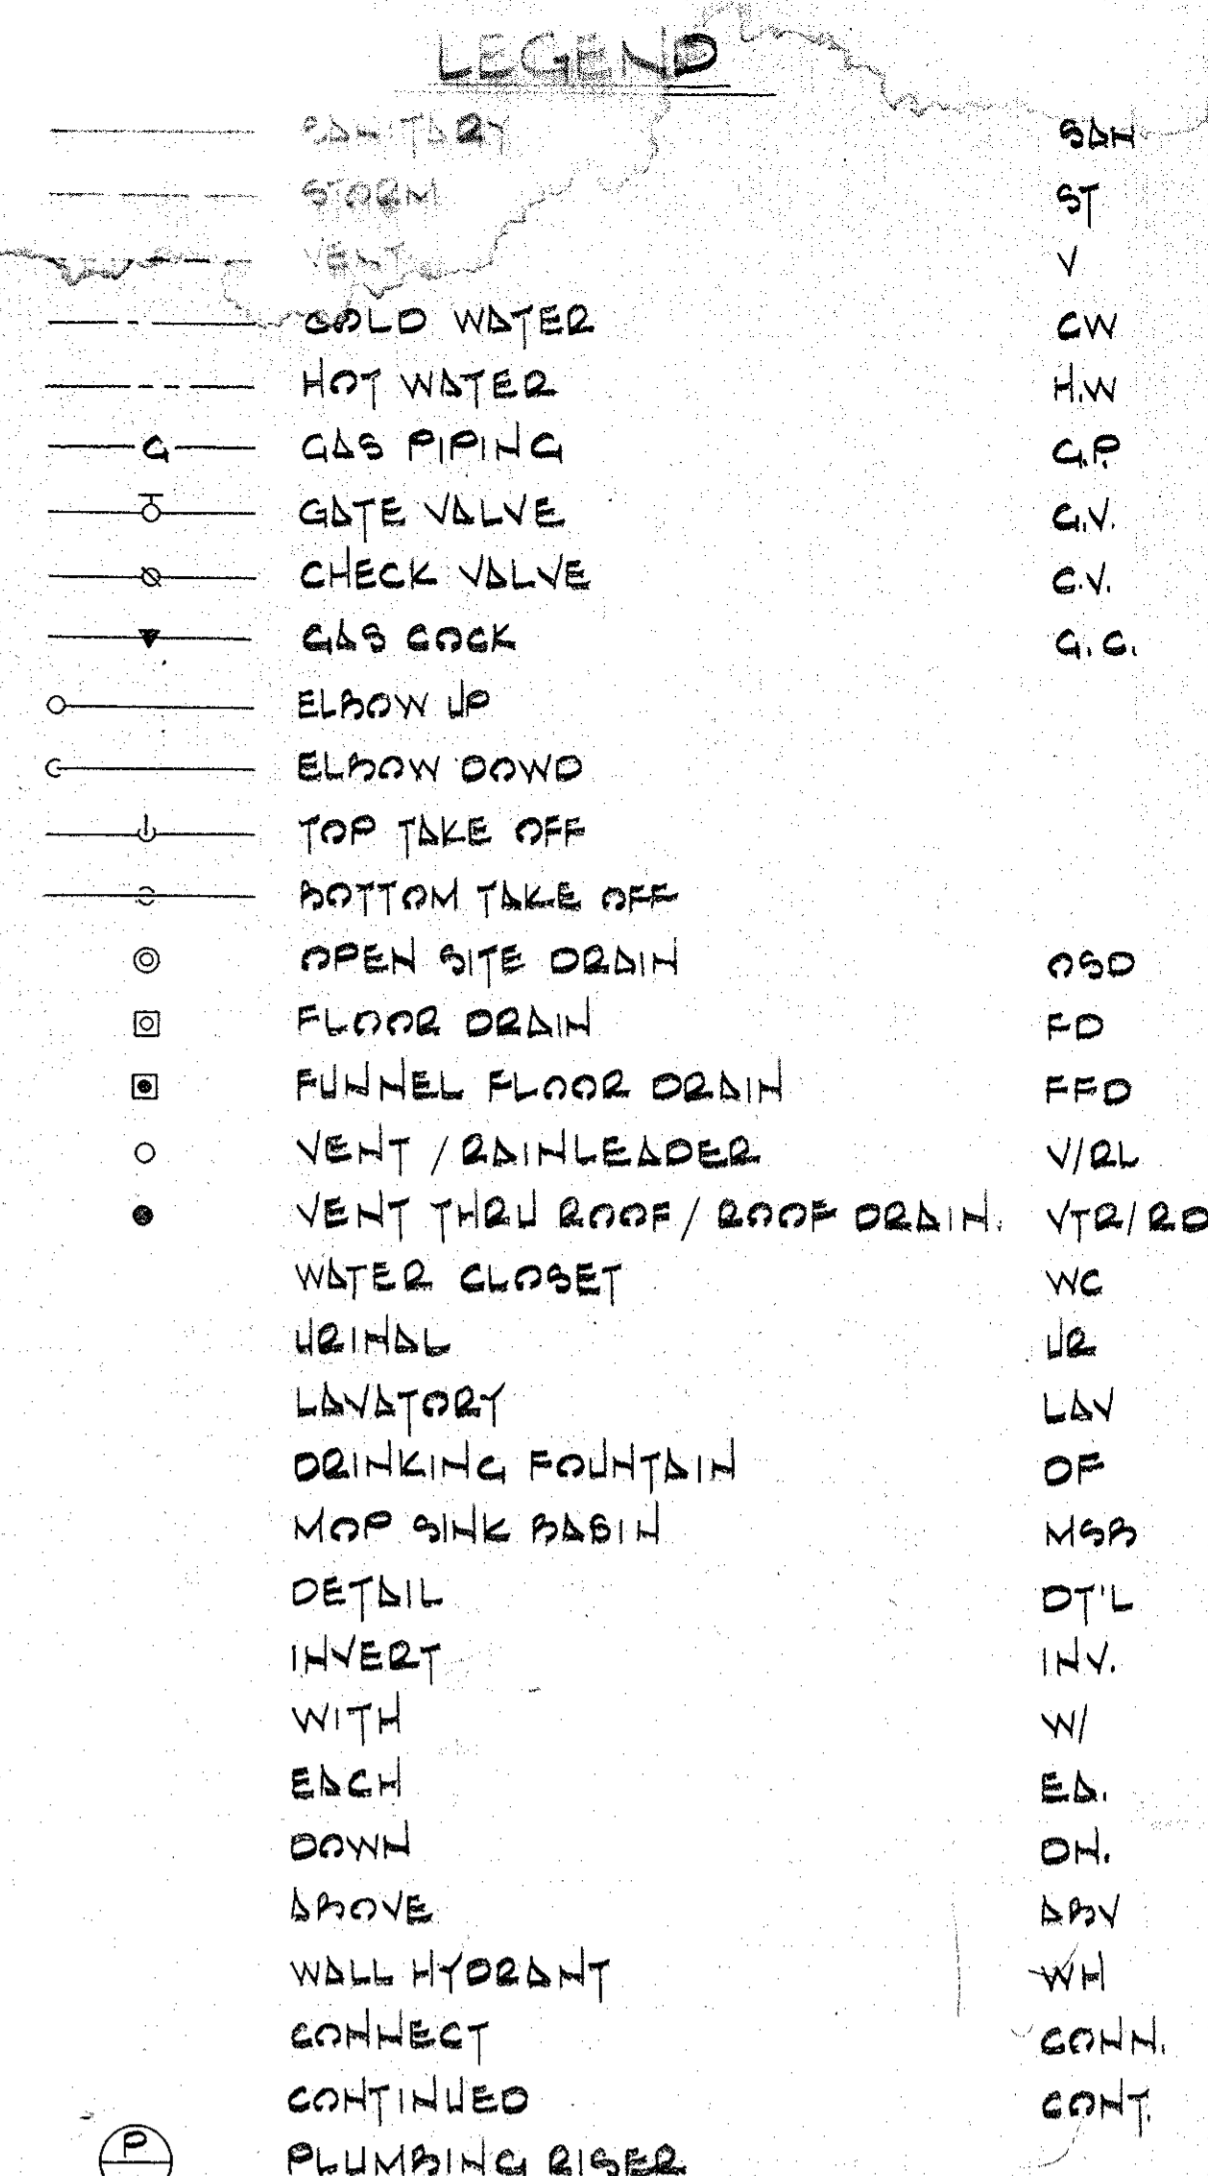 LEGEND
SANITARY SAN
STORM ST
VENT V
COLD WATER CW
HOT WATER H.W
G GAS PIPING G.P.
GATE VALVE G.V.
CHECK VALVE C.V.
GAS COCK G.C.
ELBOW UP
ELBOW DOWD
TOP TAKE OFF
BOTTOM TAKE OFF
OPEN SITE DRAIN OSD
FLOOR DRAIN FD
FUNNEL FLOOR DRAIN FFD
VENT / RAINLEADER V/RL
VENT THRU ROOF / ROOF DRAIN. VTR/RD
WATER CLOSET WC
URINAL UR
LAVATORY LAV
DRINKING FOUNTAIN DF
MOP SINK BASIN MSB
DETAIL DT'L
INVERT INV.
WITH W/
EACH EA.
DOWN DN.
ABOVE ABV
WALL HYDRANT WH
CONNECT CONN.
CONTINUED CONT.
P PLUMBING RISER